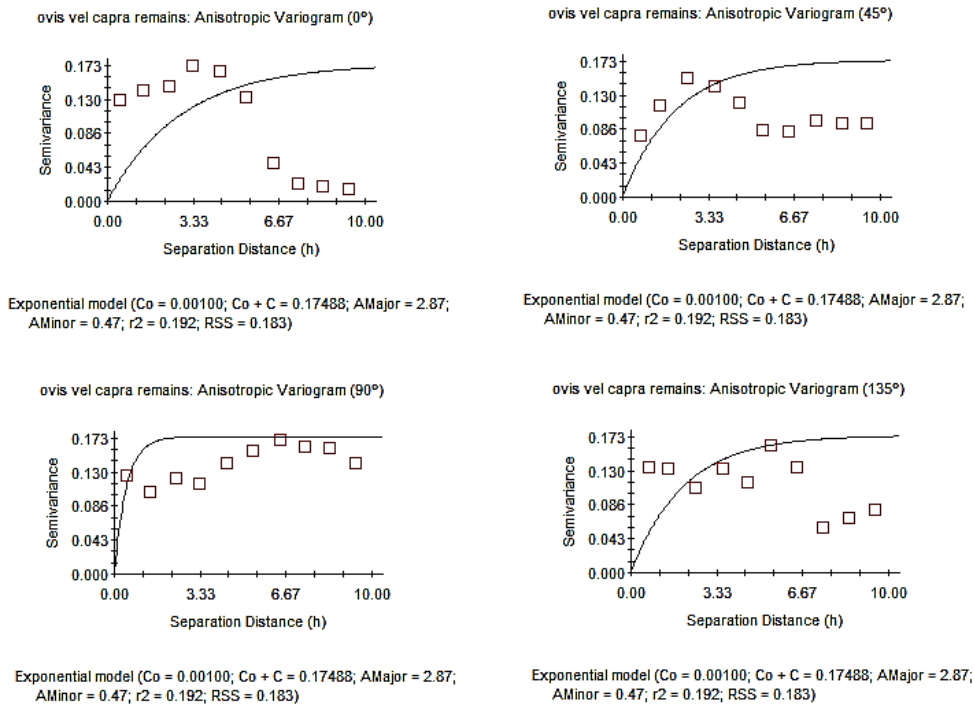 ovis vel capra remains: Anisotropic Variogram (0º)
0.173
0.130
0.086
0.043
0.000
Semivariance
0.00 3.33 6.67 10.00
Separation Distance (h)
Exponential model (Co = 0.00100; Co + C = 0.17488; AMajor = 2.87;
AMinor = 0.47; r2 = 0.192; RSS = 0.183)
ovis vel capra remains: Anisotropic Variogram (45º)
0.173
0.130
0.086
0.043
0.000
Semivariance
0.00 3.33 6.67 10.00
Separation Distance (h)
Exponential model (Co = 0.00100; Co + C = 0.17488; AMajor = 2.87;
AMinor = 0.47; r2 = 0.192; RSS = 0.183)
ovis vel capra remains: Anisotropic Variogram (90º)
0.173
0.130
0.086
0.043
0.000
Semivariance
0.00 3.33 6.67 10.00
Separation Distance (h)
Exponential model (Co = 0.00100; Co + C = 0.17488; AMajor = 2.87;
AMinor = 0.47; r2 = 0.192; RSS = 0.183)
ovis vel capra remains: Anisotropic Variogram (135º)
0.173
0.130
0.086
0.043
0.000
Semivariance
0.00 3.33 6.67 10.00
Separation Distance (h)
Exponential model (Co = 0.00100; Co + C = 0.17488; AMajor = 2.87;
AMinor = 0.47; r2 = 0.192; RSS = 0.183)